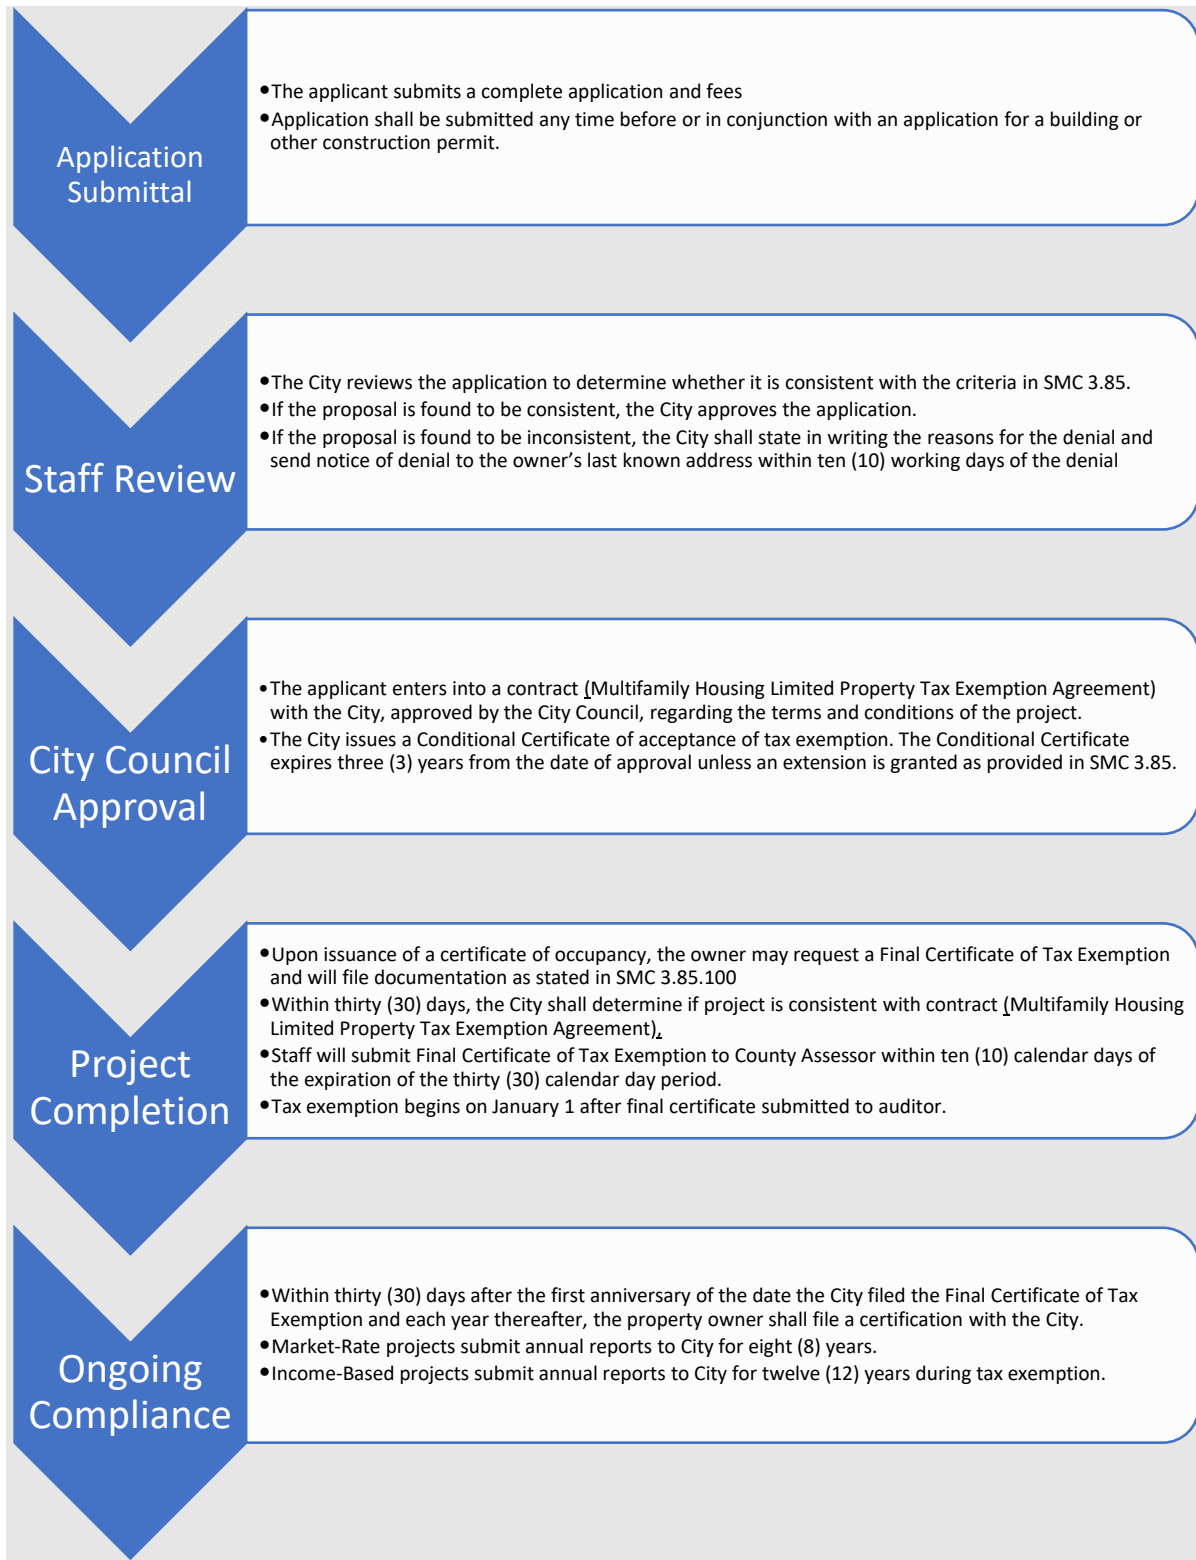 Application
Submittal
•The applicant submits a complete application and fees
•Application shall be submitted any time before or in conjunction with an application for a building or
other construction permit.
Staff Review
•The City reviews the application to determine whether it is consistent with the criteria in SMC 3.85.
•If the proposal is found to be consistent, the City approves the application.
•If the proposal is found to be inconsistent, the City shall state in writing the reasons for the denial and
send notice of denial to the owner’s last known address within ten (10) working days of the denial
City Council
Approval
•The applicant enters into a contract (Multifamily Housing Limited Property Tax Exemption Agreement)
with the City, approved by the City Council, regarding the terms and conditions of the project.
•The City issues a Conditional Certificate of acceptance of tax exemption. The Conditional Certificate
expires three (3) years from the date of approval unless an extension is granted as provided in SMC 3.85.
Project
Completion
•Upon issuance of a certificate of occupancy, the owner may request a Final Certificate of Tax Exemption
and will file documentation as stated in SMC 3.85.100
•Within thirty (30) days, the City shall determine if project is consistent with contract (Multifamily Housing
Limited Property Tax Exemption Agreement),
•Staff will submit Final Certificate of Tax Exemption to County Assessor within ten (10) calendar days of
the expiration of the thirty (30) calendar day period.
•Tax exemption begins on January 1 after final certificate submitted to auditor.
Ongoing
Compliance
•Within thirty (30) days after the first anniversary of the date the City filed the Final Certificate of Tax
Exemption and each year thereafter, the property owner shall file a certification with the City.
•Market-Rate projects submit annual reports to City for eight (8) years.
•Income-Based projects submit annual reports to City for twelve (12) years during tax exemption.